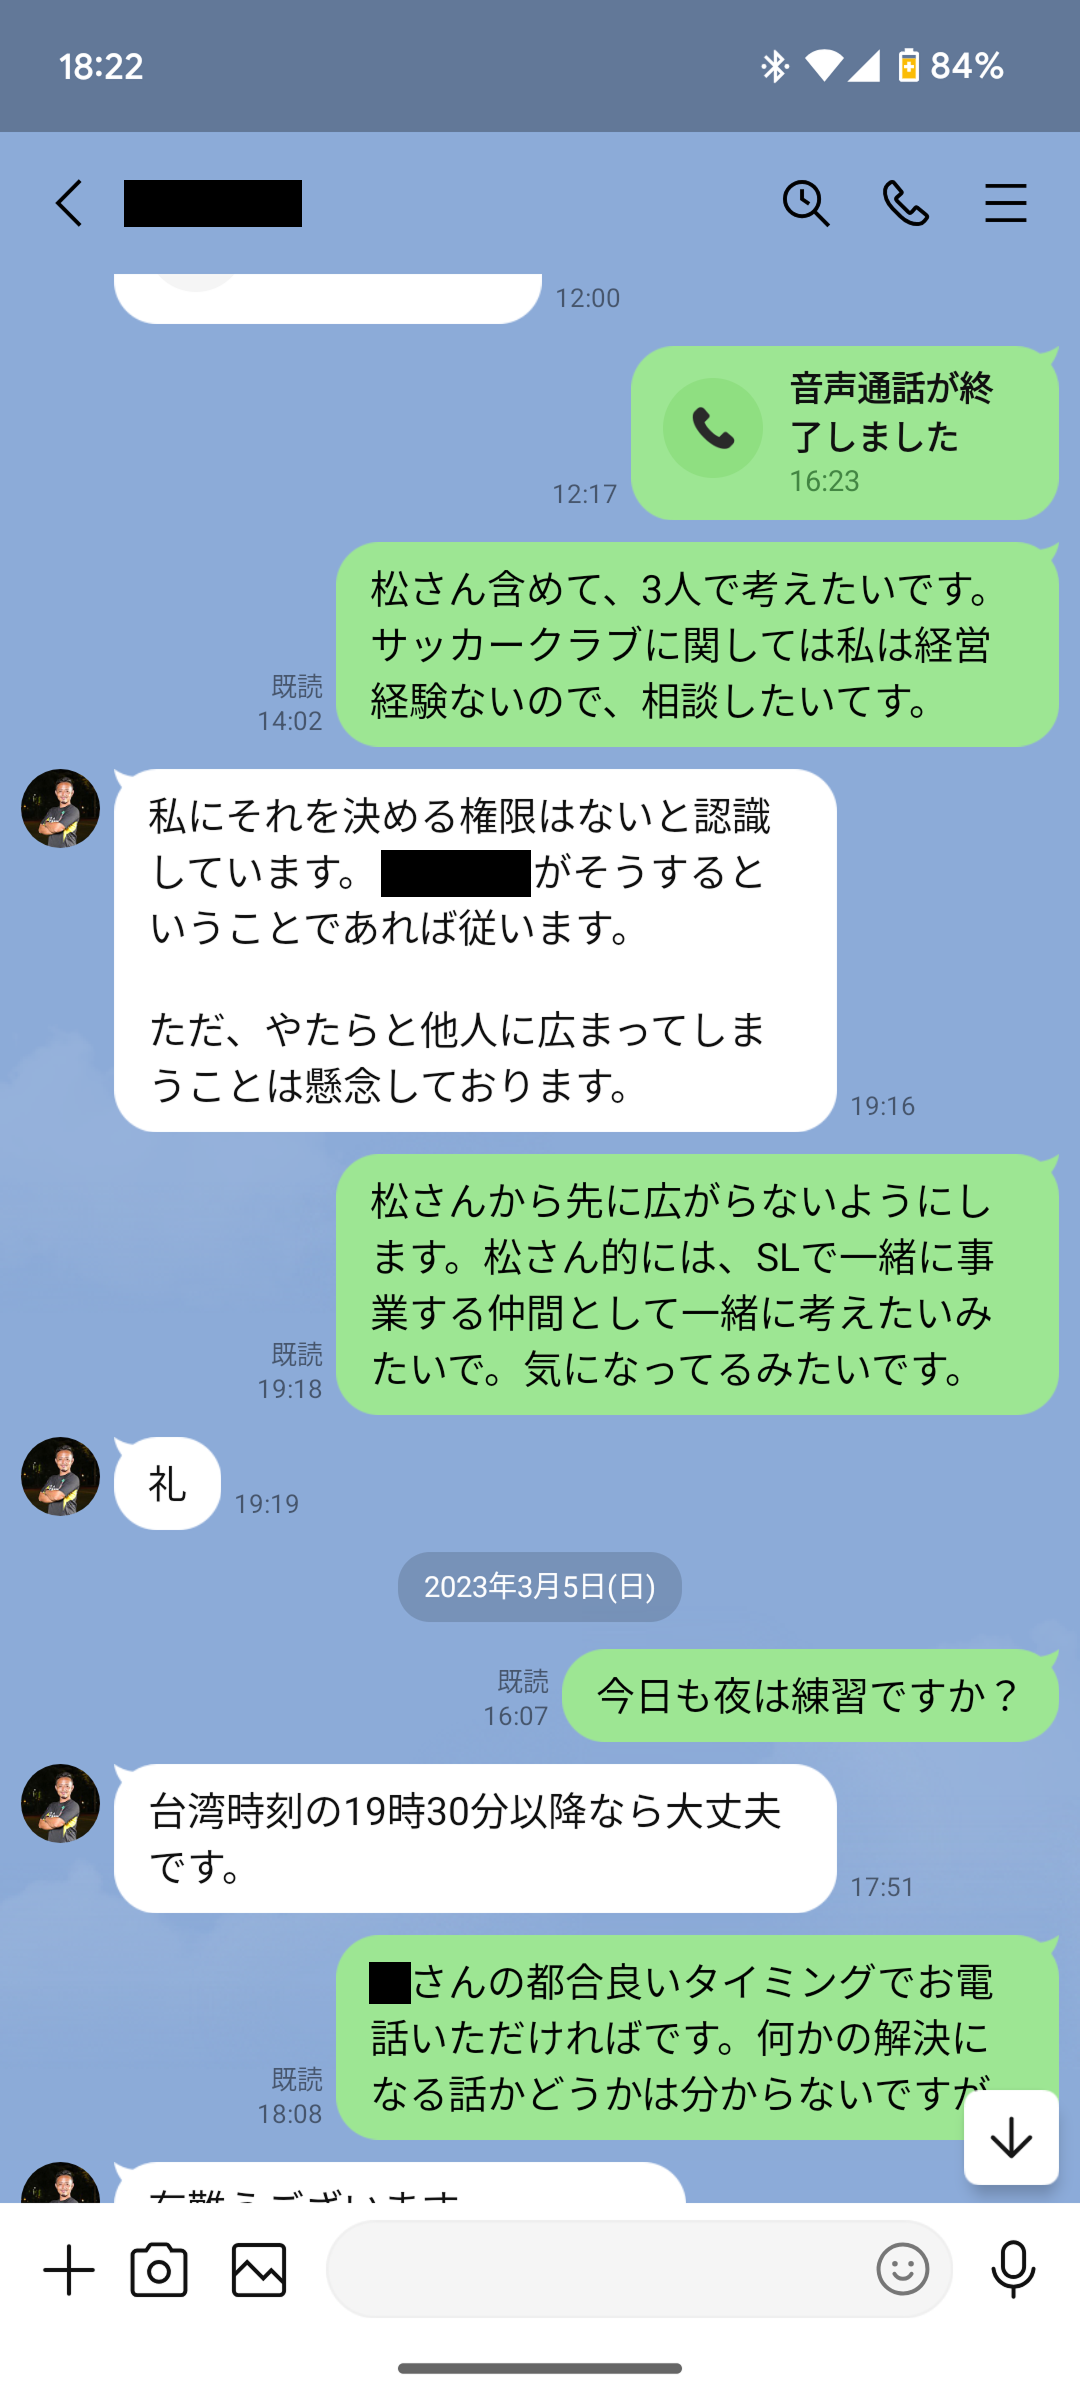 18:22
84%
12:00
音声通話が終
了しました
16:23
12:17
松さん含めて、3人で考えたいです。
サッカークラブに関しては私は経営
経験ないので、相談したいてす。
既読
14:02
私にそれを決める権限はないと認識
しています。
がそうすると
いうことであれば従います。
ただ、やたらと他人に広まってしま
うことは懸念しております。
19:16
松さんから先に広がらないようにし
ます。松さん的には、SLで一緒に事
業する仲間として一緒に考えたいみ
たいで。気になってるみたいです。
既読
19:18
礼
19:19
2023年3月5日(日)
今日も夜は練習ですか？
既読
16:07
台湾時刻の19時30分以降なら大丈夫
です。
17:51
さんの都合良いタイミングでお電
話いただければです。何かの解決に
なる話かどうかは分からないですが
既読
18:08